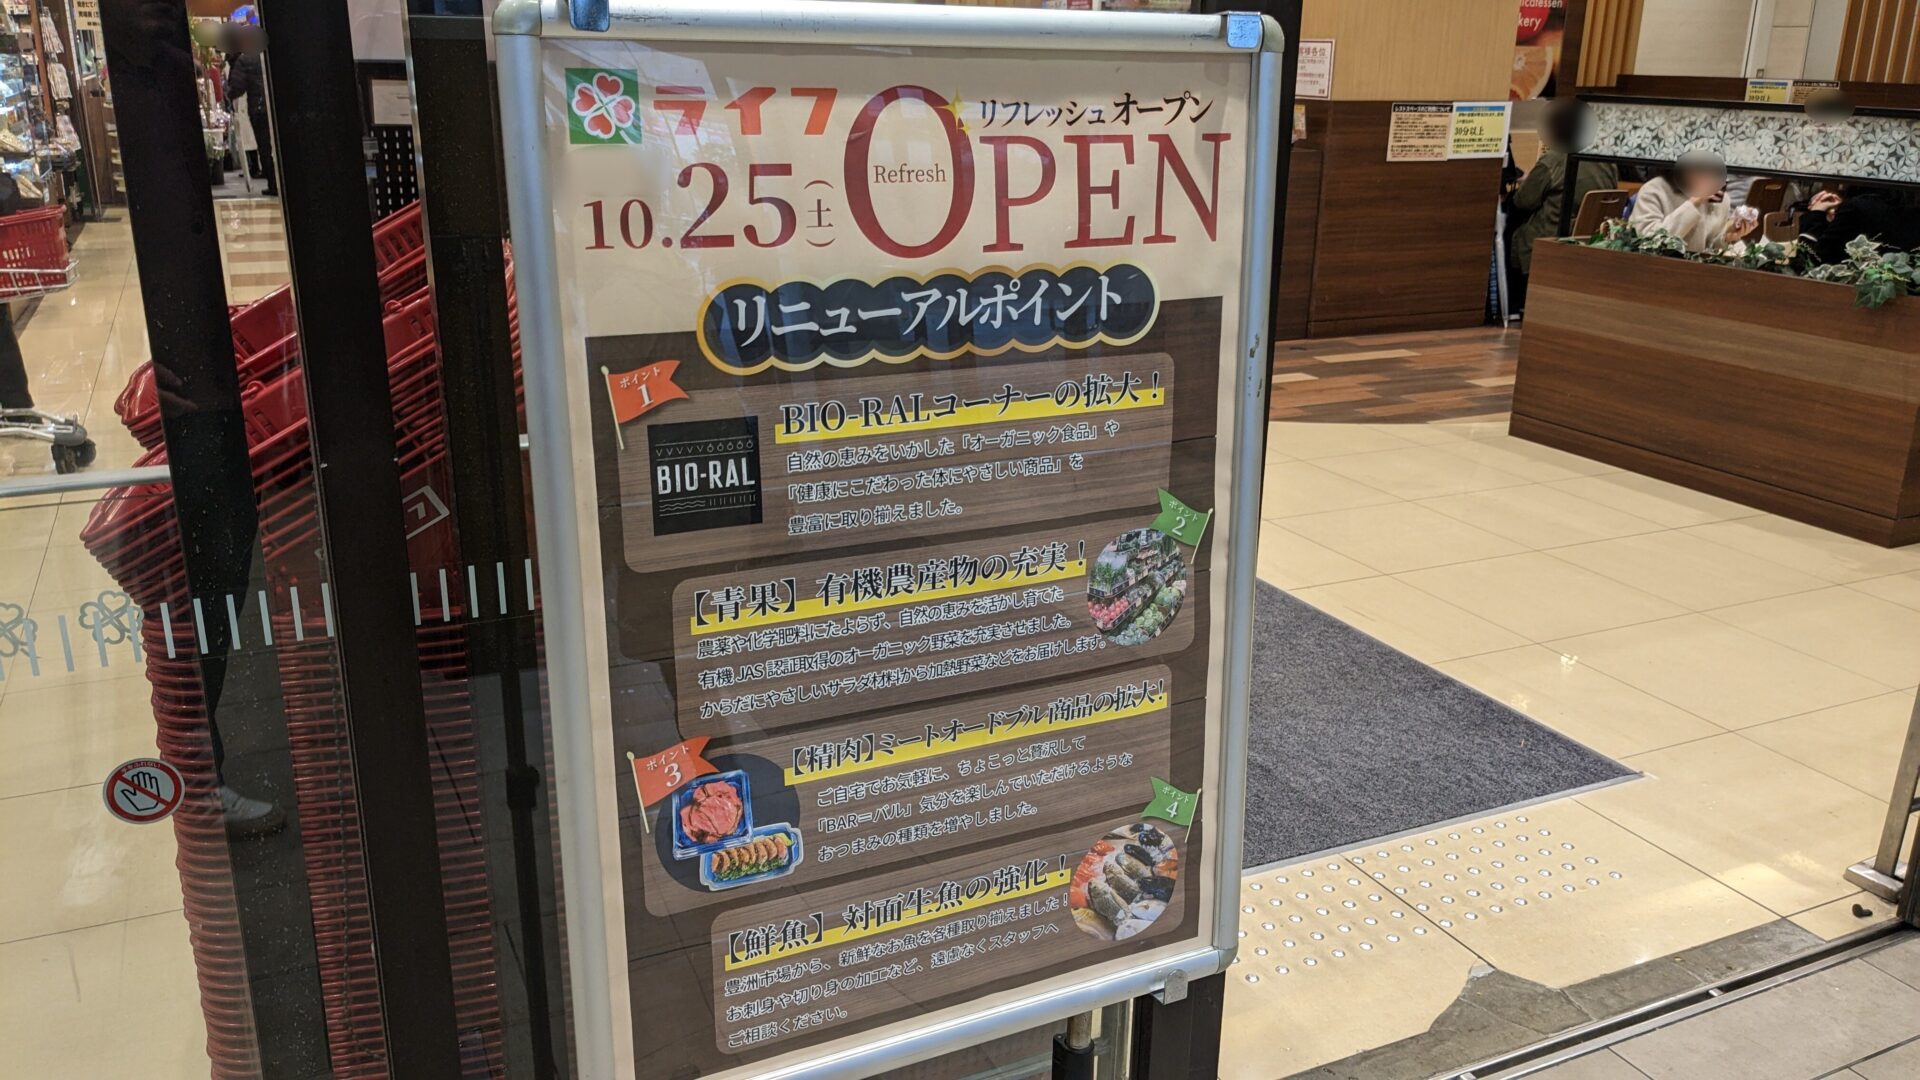 ライフ
リフレッシュオープン
10.25(土)
Refresh
OPEN
リニューアルポイント
ポイント
1
BIO-RAL
BIO-RALコーナーの拡大！
自然の恵みをいかした「オーガニック食品」や
「健康にこだわった体にやさしい商品」を
豊富に取り揃えました。
ポイント
2
【青果】有機農産物の充実！
農薬や化学肥料にたよらず、自然の恵みを活かし育てた
有機JAS認証取得のオーガニック野菜を充実させました。
からだにやさしいサラダ材料から加熱野菜などをお届けします。
ポイント
3
【精肉】ミートオードブル商品の拡大！
ご自宅でお気軽に、ちょこっと贅沢して
「BAR＝バル」気分を楽しんでいただけるような
おつまみの種類を増やしました。
ポイント
4
【鮮魚】対面生魚の強化！
豊洲市場から、新鮮なお魚を各種取り揃えました！
お刺身や切り身の加工など、遠慮なくスタッフへ
ご相談ください。
30分以上